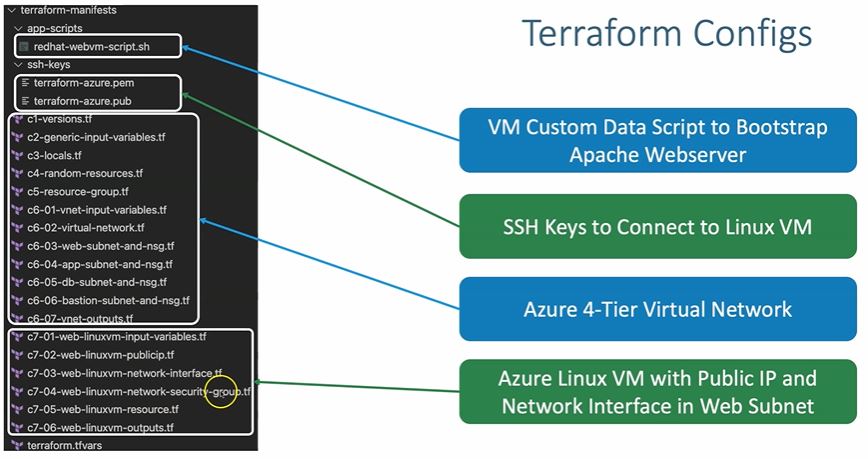 terraform-manifests
app-scripts
redhat-webvm-script.sh
ssh-keys
terraform-azure.pem
terraform-azure.pub
c1-versions.tf
c2-generic-input-variables.tf
c3-locals.tf
c4-random-resources.tf
c5-resource-group.tf
c6-01-vnet-input-variables.tf
c6-02-virtual-network.tf
c6-03-web-subnet-and-nsg.tf
c6-04-app-subnet-and-nsg.tf
c6-05-db-subnet-and-nsg.tf
c6-06-bastion-subnet-and-nsg.tf
c6-07-vnet-outputs.tf
c7-01-web-linuxvm-input-variables.tf
c7-02-web-linuxvm-publicip.tf
c7-03-web-linuxvm-network-interface.tf
c7-04-web-linuxvm-network-security-group.tf
c7-05-web-linuxvm-resource.tf
c7-06-web-linuxvm-outputs.tf
terraform.tfvars
Terraform Configs
VM Custom Data Script to Bootstrap
Apache Webserver
SSH Keys to Connect to Linux VM
Azure 4-Tier Virtual Network
Azure Linux VM with Public IP and
Network Interface in Web Subnet